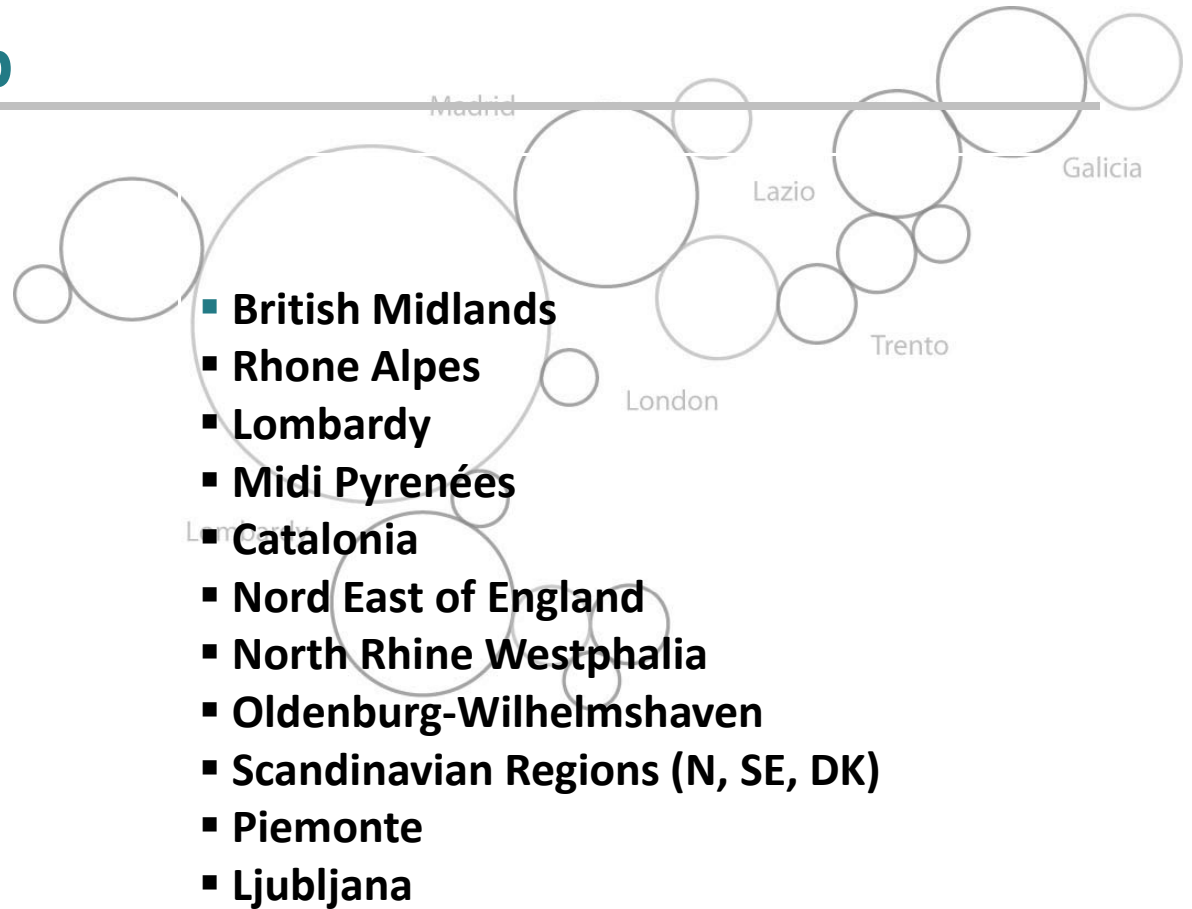 Madrid
Lazio
Galicia
Trento
London
▪ British Midlands
▪ Rhone Alpes
▪ Lombardy
▪ Midi Pyrenées
Lombardy
▪ Catalonia
▪ Nord East of England
▪ North Rhine Westphalia
▪ Oldenburg-Wilhelmshaven
▪ Scandinavian Regions (N, SE, DK)
▪ Piemonte
▪ Ljubljana